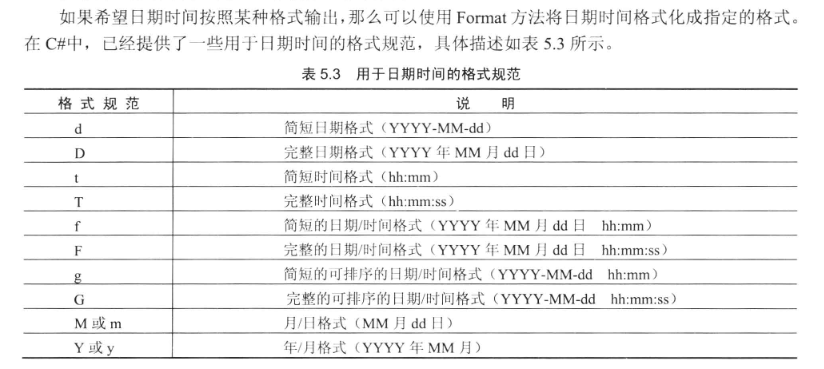 如果希望日期时间按照某种格式输出，那么可以使用 Format 方法将日期时间格式化成指定的格式。
在 C#中，已经提供了一些用于日期时间的格式规范，具体描述如表 5.3 所示。
表 5.3 用于日期时间的格式规范
格 式 规 范 说 明
d 简短日期格式（YYYY-MM-dd）
D 完整日期格式（YYYY 年 MM 月 dd 日）
t 简短时间格式（hh:mm）
T 完整时间格式（hh:mm:ss）
f 简短的日期/时间格式（YYYY 年 MM 月 dd 日 hh:mm）
F 完整的日期/时间格式（YYYY 年 MM 月 dd 日 hh:mm:ss）
g 简短的可排序的日期/时间格式（YYYY-MM-dd hh:mm）
G 完整的可排序的日期/时间格式（YYYY-MM-dd hh:mm:ss）
M 或 m 月/日格式（MM 月 dd 日）
Y 或 y 年/月格式（YYYY 年 MM 月）